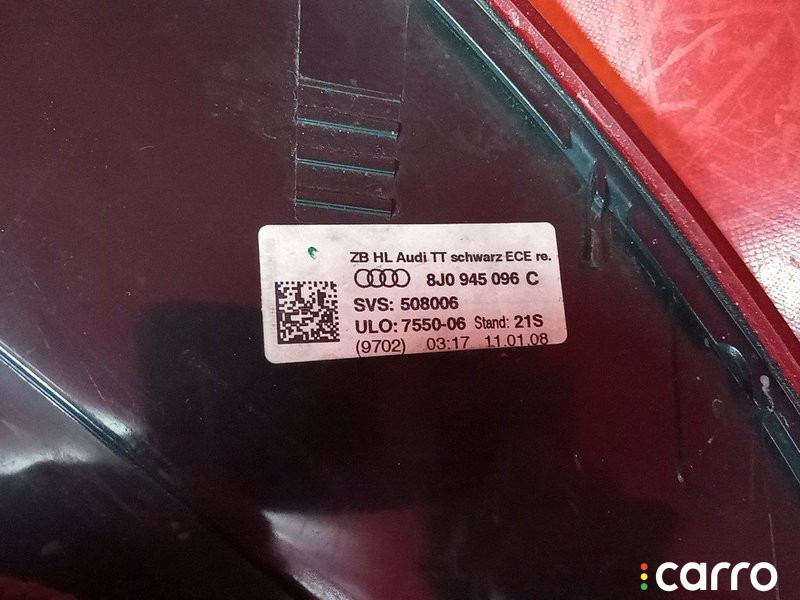 ZB HL Audi TT schwarz ECE re.
8J0 945 096 C
SVS: 508006
ULO: 7550-06 Stand: 21S
(9702) 03:17 11.01.08
carro